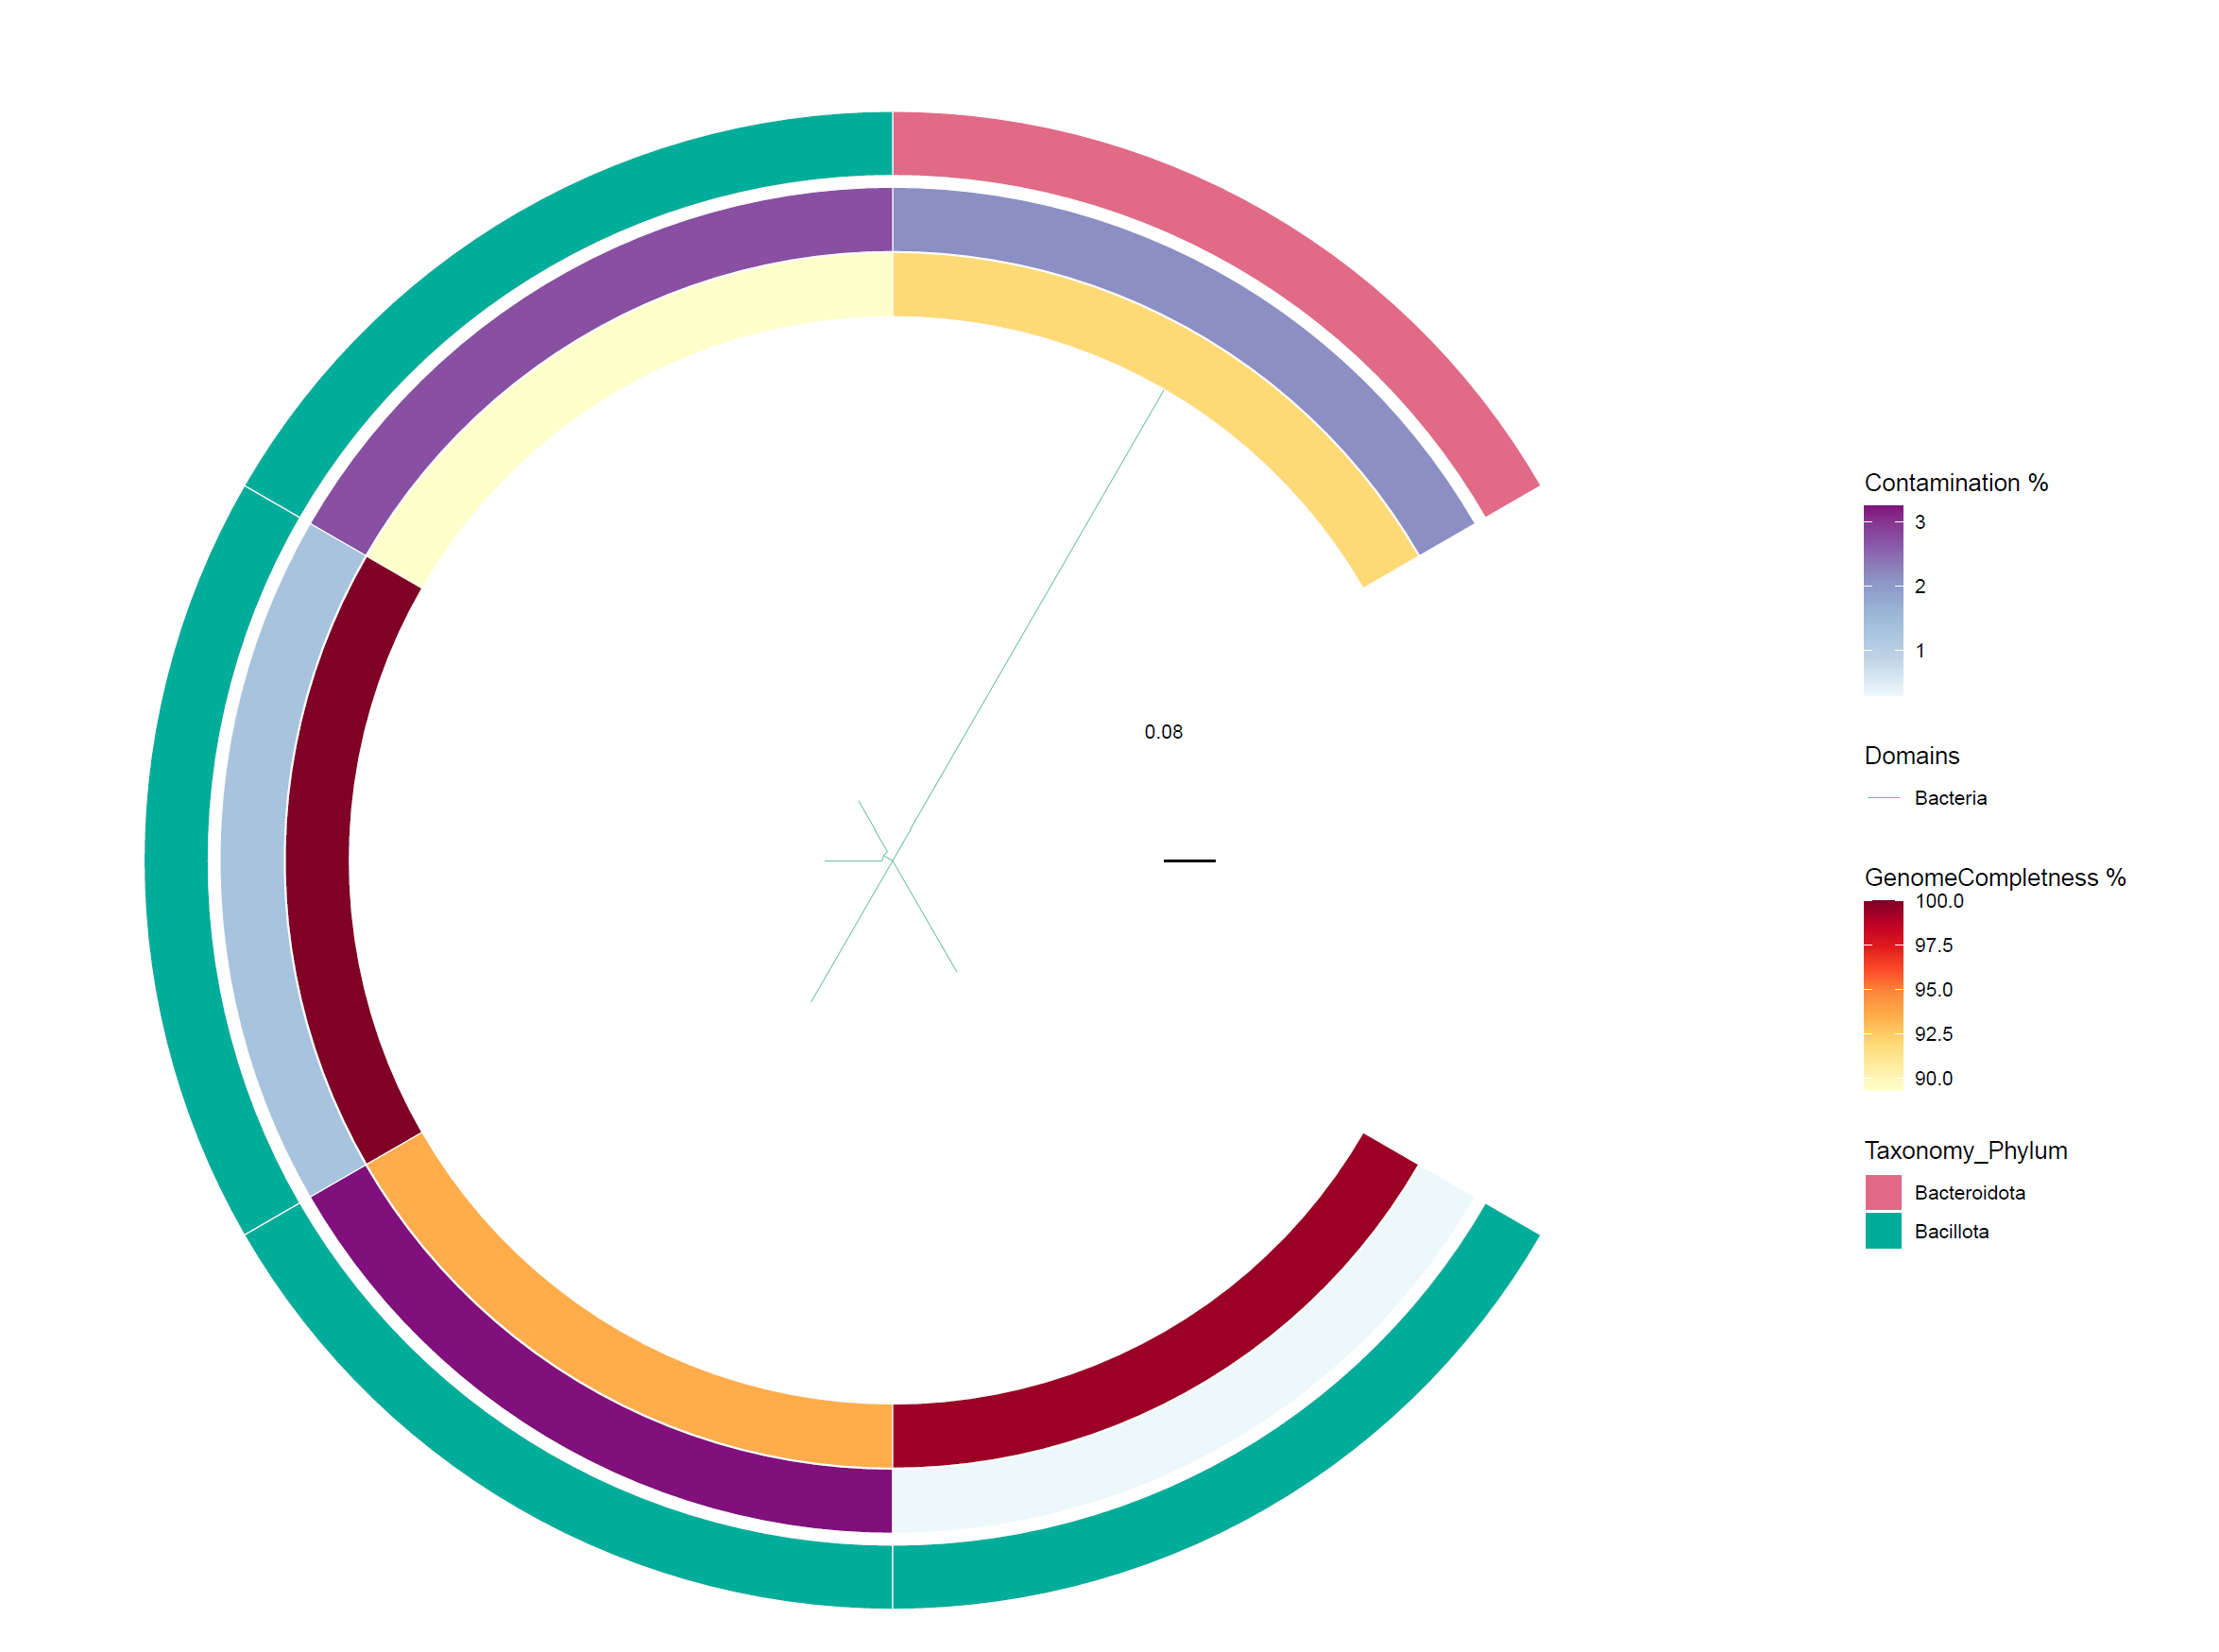 0.08
Contamination %
3
2
1
Domains
Bacteria
GenomeCompletness %
100.0
97.5
95.0
92.5
90.0
Taxonomy_Phylum
Bacteroidota
Bacillota